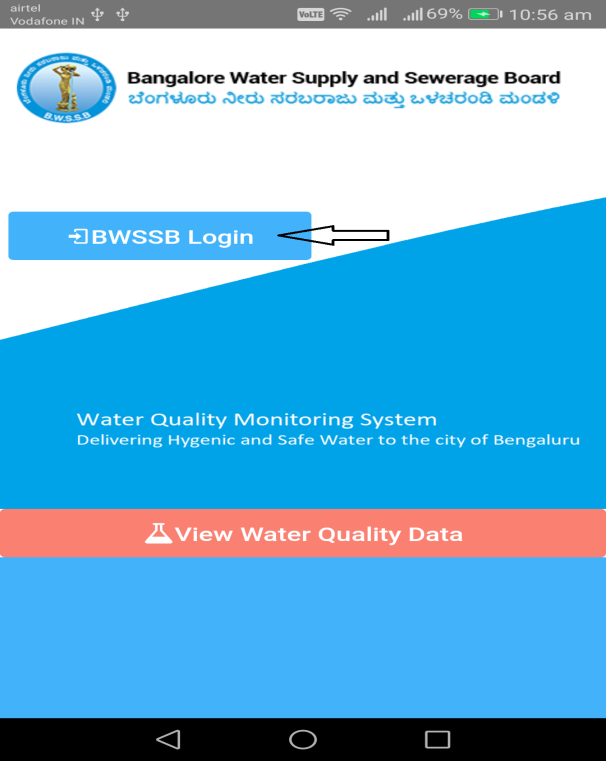 airtel
Vodafone IN
VoLTE 69% 10:56 am
Bangalore Water Supply and Sewerage Board
ಬೆಂಗಳೂರು ನೀರು ಸರಬರಾಜು ಮತ್ತು ಒಳಚರಂಡಿ ಮಂಡಳಿ
B.W.S.S.B
BWSSB Login
Water Quality Monitoring System
Delivering Hygenic and Safe Water to the city of Bengaluru
View Water Quality Data